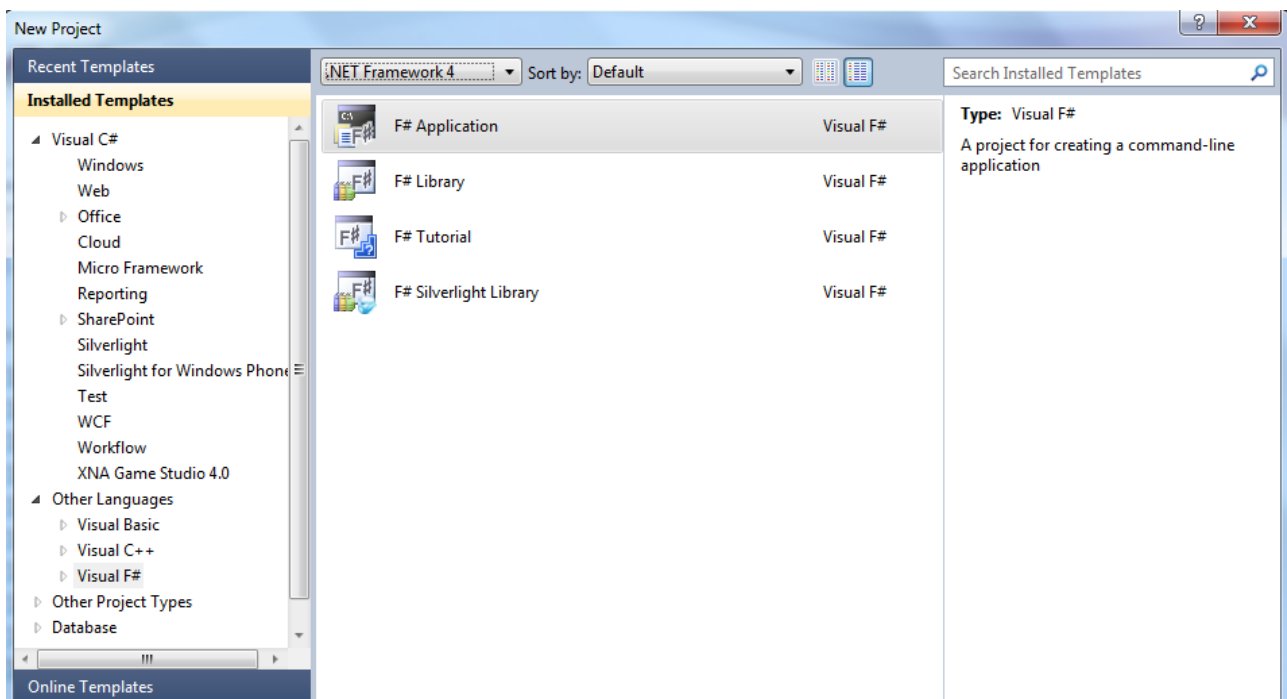 New Project
Recent Templates
Installed Templates
Visual C#
Windows
Web
Office
Cloud
Micro Framework
Reporting
SharePoint
Silverlight
Silverlight for Windows Phone
Test
WCF
Workflow
XNA Game Studio 4.0
Other Languages
Visual Basic
Visual C++
Visual F#
Other Project Types
Database
Online Templates
.NET Framework 4 Sort by: Default
F# Application Visual F#
F# Library Visual F#
F# Tutorial Visual F#
F# Silverlight Library Visual F#
Search Installed Templates
Type: Visual F#
A project for creating a command-line
application